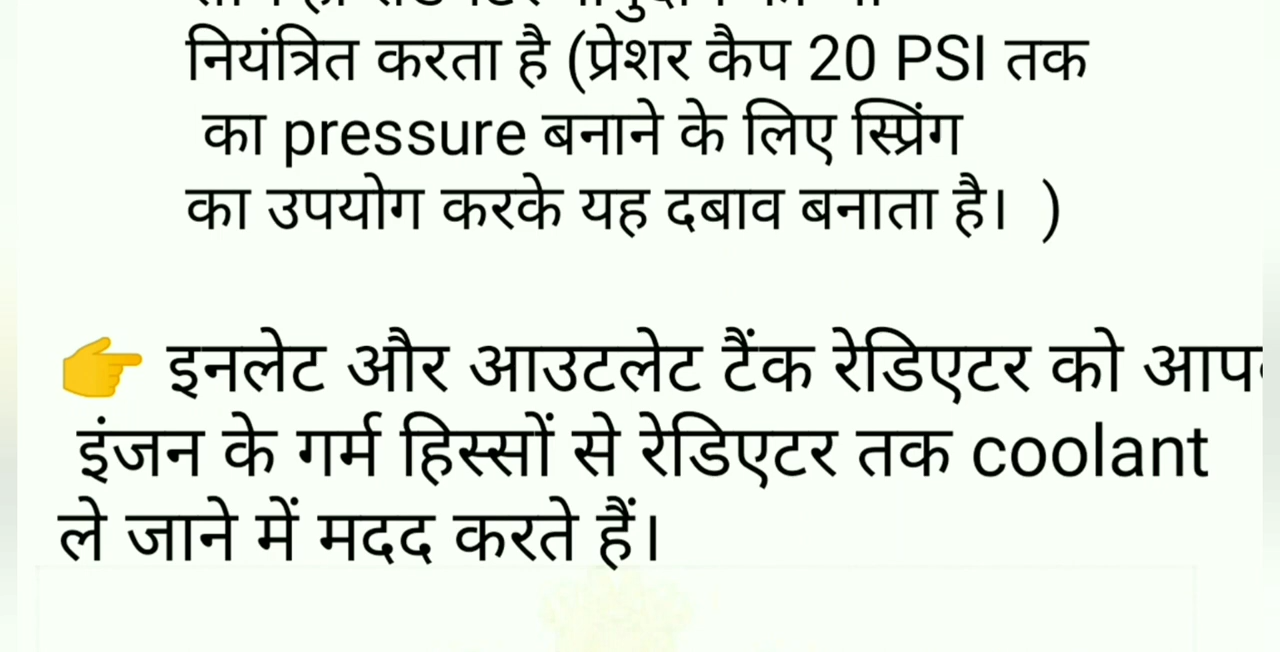 नियंत्रित करता है (प्रेशर कैप 20 PSI तक
का pressure बनाने के लिए स्प्रिंग
का उपयोग करके यह दबाव बनाता है। )
👉 इनलेट और आउटलेट टैंक रेडिएटर को
इंजन के गर्म हिस्सों से रेडिएटर तक coolant
ले जाने में मदद करते हैं।